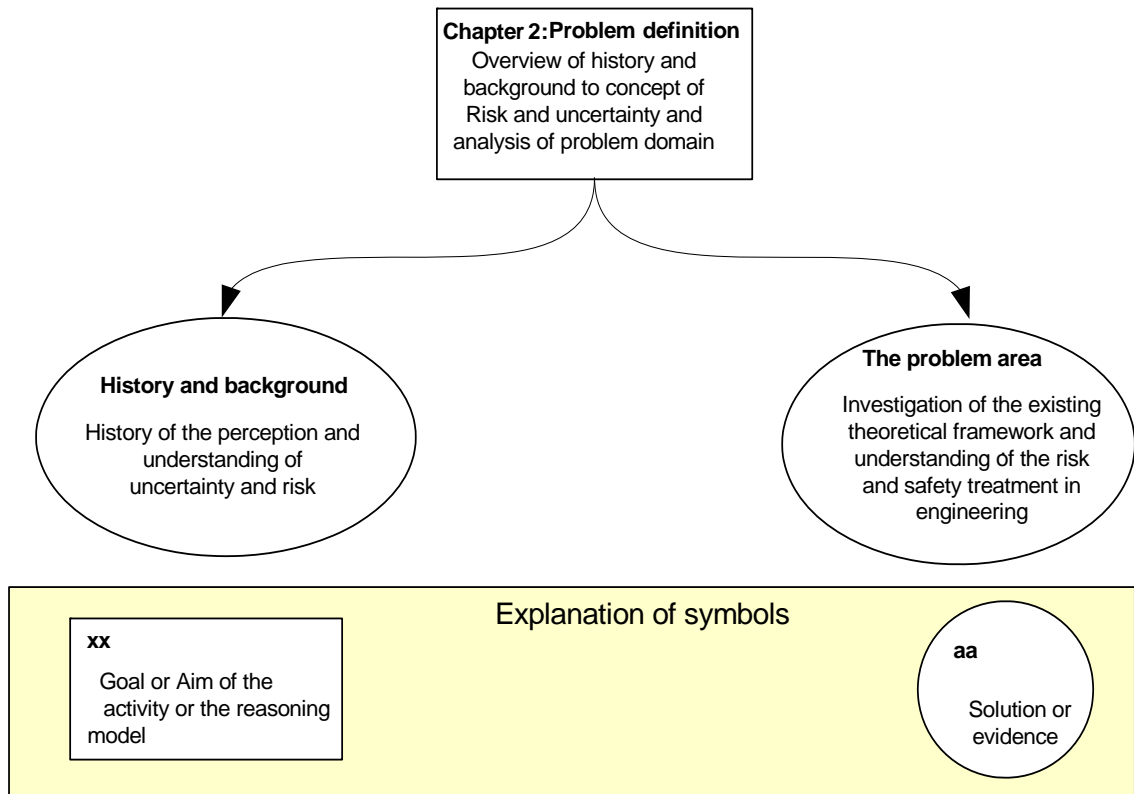 Chapter 2:Problem definition
Overview of history and
background to concept of
Risk and uncertainty and
analysis of problem domain
History and background
History of the perception and
understanding of
uncertainty and risk
The problem area
Investigation of the existing
theoretical framework and
understanding of the risk
and safety treatment in
engineering
Explanation of symbols
xx
Goal or Aim of the
activity or the reasoning
model
aa
Solution or
evidence